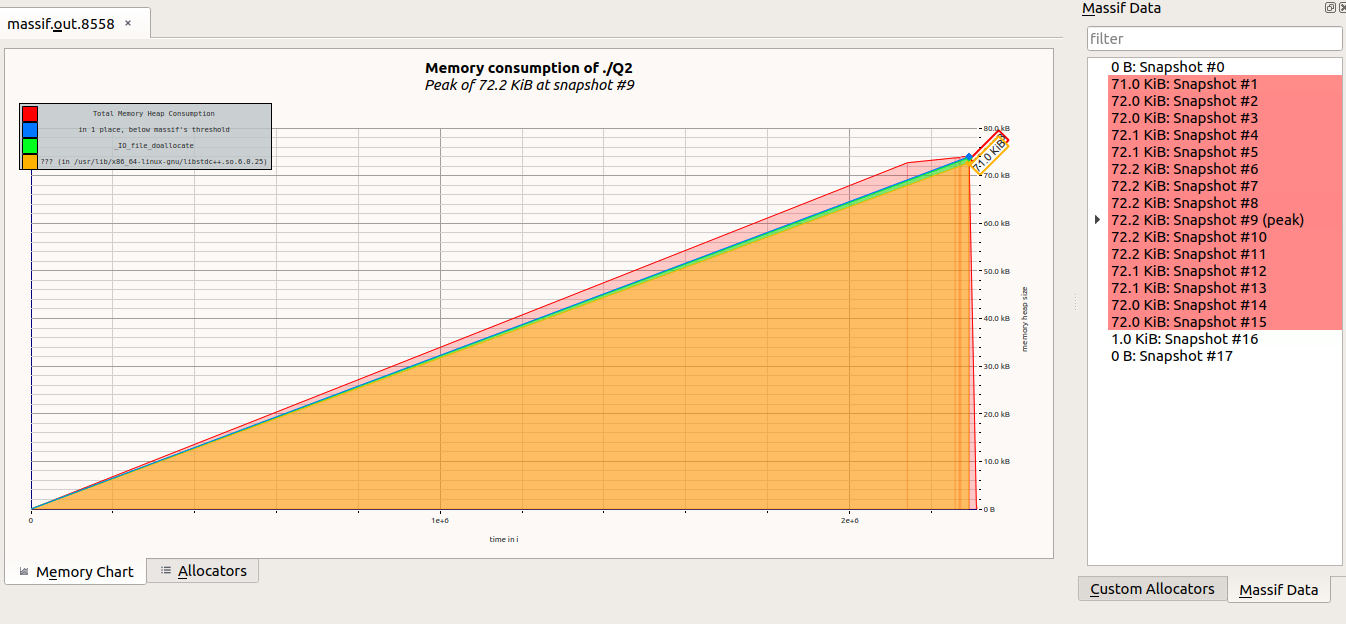 massif.out.8558 ×
Memory consumption of ./Q2
Peak of 72.2 KiB at snapshot #9
Total Memory Heap Consumption
in 1 place, below massif's threshold
_IO_file_doallocate
??? (in /usr/lib/x86_64-linux-gnu/libstdc++.so.6.0.25)
71.0 KiB
80.0 kB
70.0 kB
60.0 kB
50.0 kB
40.0 kB
30.0 kB
20.0 kB
10.0 kB
0 B
memory heap size
0
1e+6
2e+6
time in i
Memory Chart
Allocators
Massif Data
filter
0 B: Snapshot #0
71.0 KiB: Snapshot #1
72.0 KiB: Snapshot #2
72.0 KiB: Snapshot #3
72.1 KiB: Snapshot #4
72.1 KiB: Snapshot #5
72.2 KiB: Snapshot #6
72.2 KiB: Snapshot #7
72.2 KiB: Snapshot #8
72.2 KiB: Snapshot #9 (peak)
72.2 KiB: Snapshot #10
72.2 KiB: Snapshot #11
72.1 KiB: Snapshot #12
72.1 KiB: Snapshot #13
72.0 KiB: Snapshot #14
72.0 KiB: Snapshot #15
1.0 KiB: Snapshot #16
0 B: Snapshot #17
Custom Allocators
Massif Data